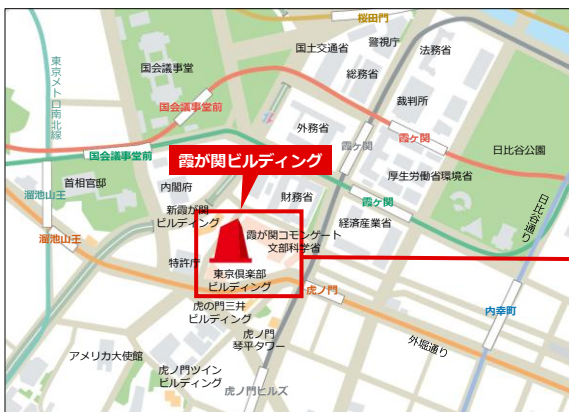 桜田門
国土交通省
警視庁
法務省
総務省
国会議事堂
東京メトロ南北線
国会議事堂前
裁判所
外務省
霞ケ関
霞ケ関
日比谷公園
国会議事堂前
霞が関ビルディング
厚生労働省環境省
首相官邸
内閣府
財務省
溜池山王
霞ケ関
日比谷通り
新霞が関
ビルディング
経済産業省
溜池山王
霞が関コモンゲート
文部科学省
特許庁
東京倶楽部
ビルディング
虎ノ門
虎の門三井
ビルディング
内幸町
虎ノ門
琴平タワー
外堀通り
アメリカ大使館
虎ノ門ツイン
ビルディング
虎ノ門ヒルズ